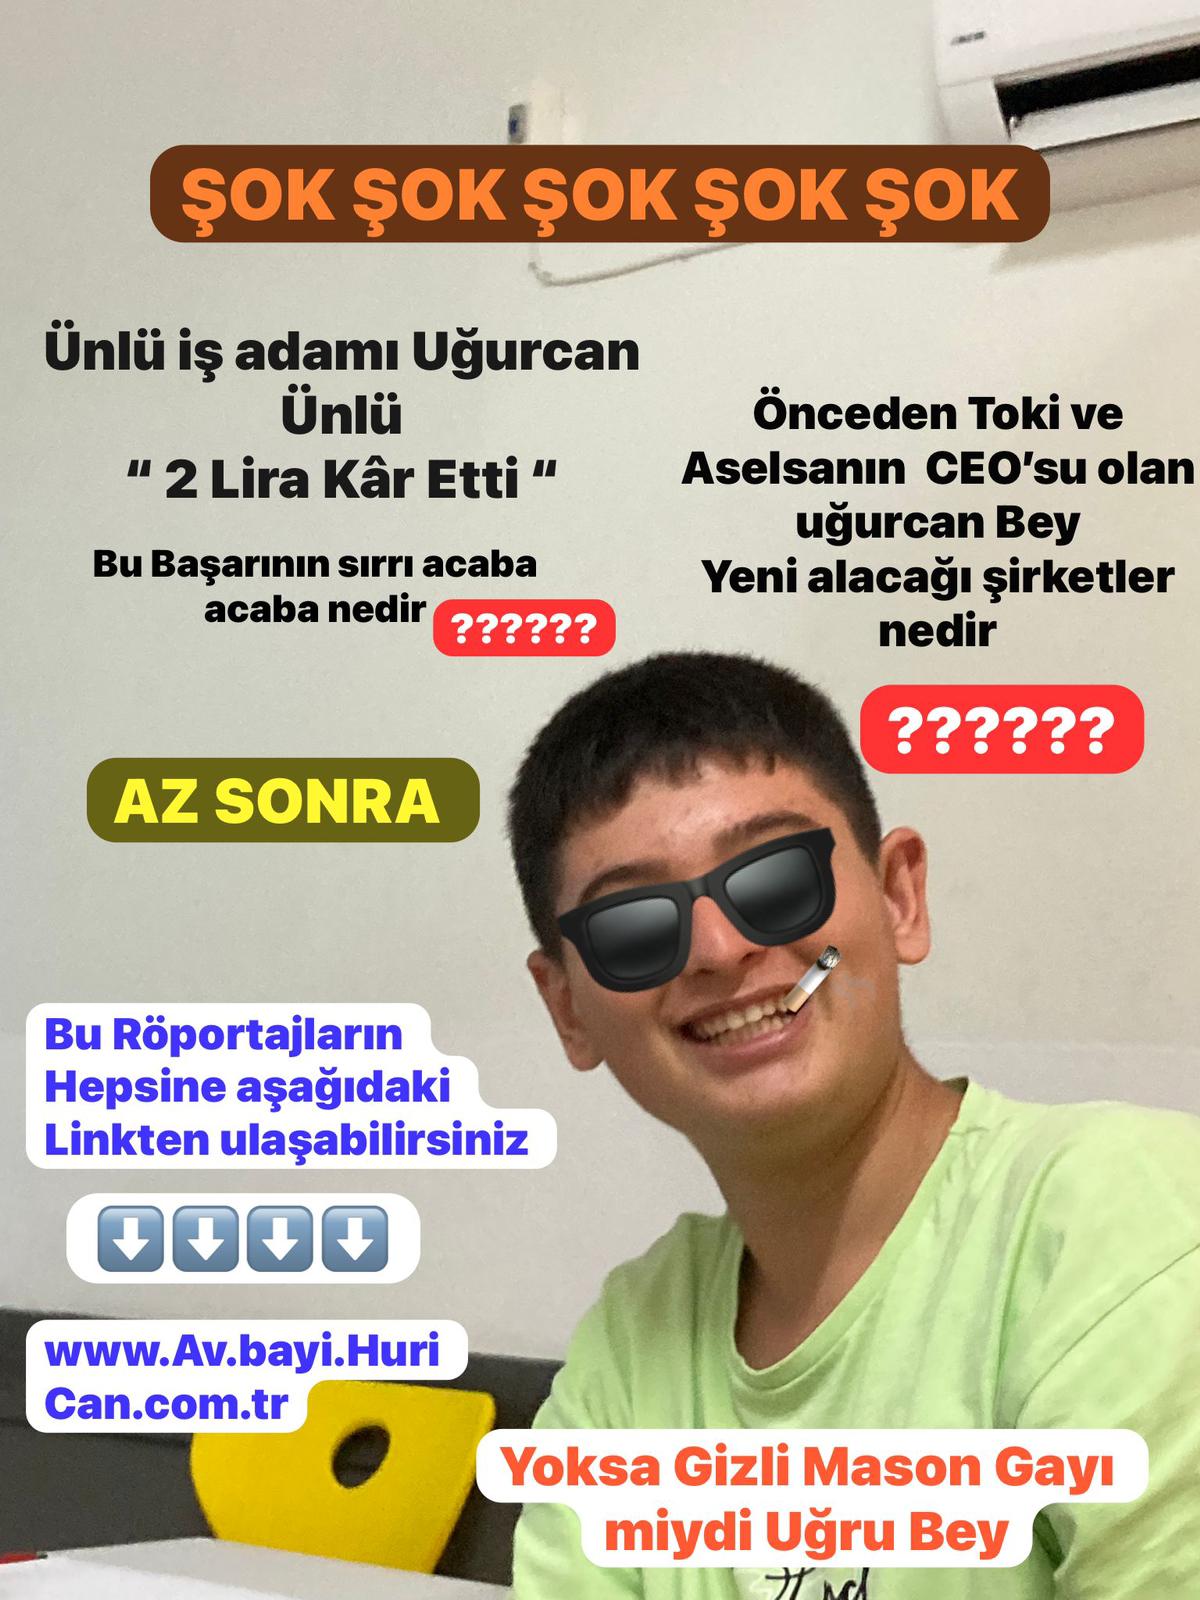 ŞOK ŞOK ŞOK ŞOK ŞOK
Ünlü iş adamı Uğurcan
Ünlü
“ 2 Lira Kâr Etti “
Bu Başarının sırrı acaba
acaba nedir ??????
Önceden Toki ve
Aselsanın CEO’su olan
uğurcan Bey
Yeni alacağı şirketler
nedir
??????
AZ SONRA
Bu Röportajların
Hepsine aşağıdaki
Linkten ulaşabilirsiniz
⬇️⬇️⬇️⬇️
www.Av.bayi.Huri
Can.com.tr
Yoksa Gizli Mason Gayı
miydi Uğru Bey